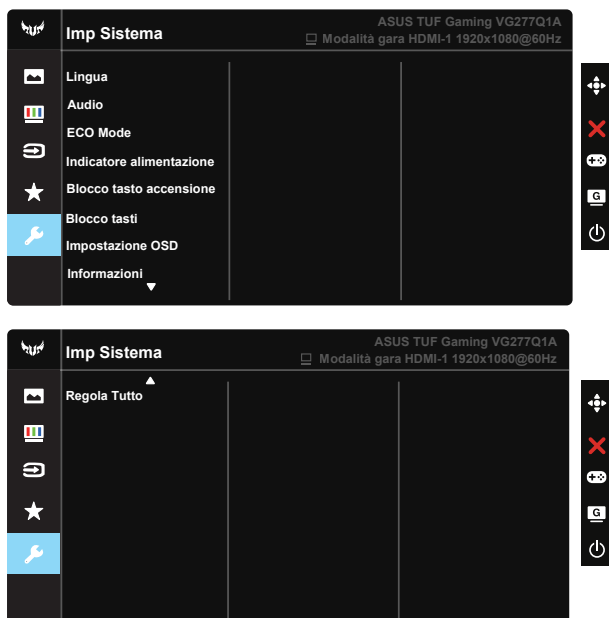 Imp Sistema
ASUS TUF Gaming VG277Q1A
Modalità gara HDMI-1 1920x1080@60Hz
Lingua
Audio
ECO Mode
Indicatore alimentazione
Blocco tasto accensione
Blocco tasti
Impostazione OSD
Informazioni
G
Imp Sistema
ASUS TUF Gaming VG277Q1A
Modalità gara HDMI-1 1920x1080@60Hz
Regola Tutto
G